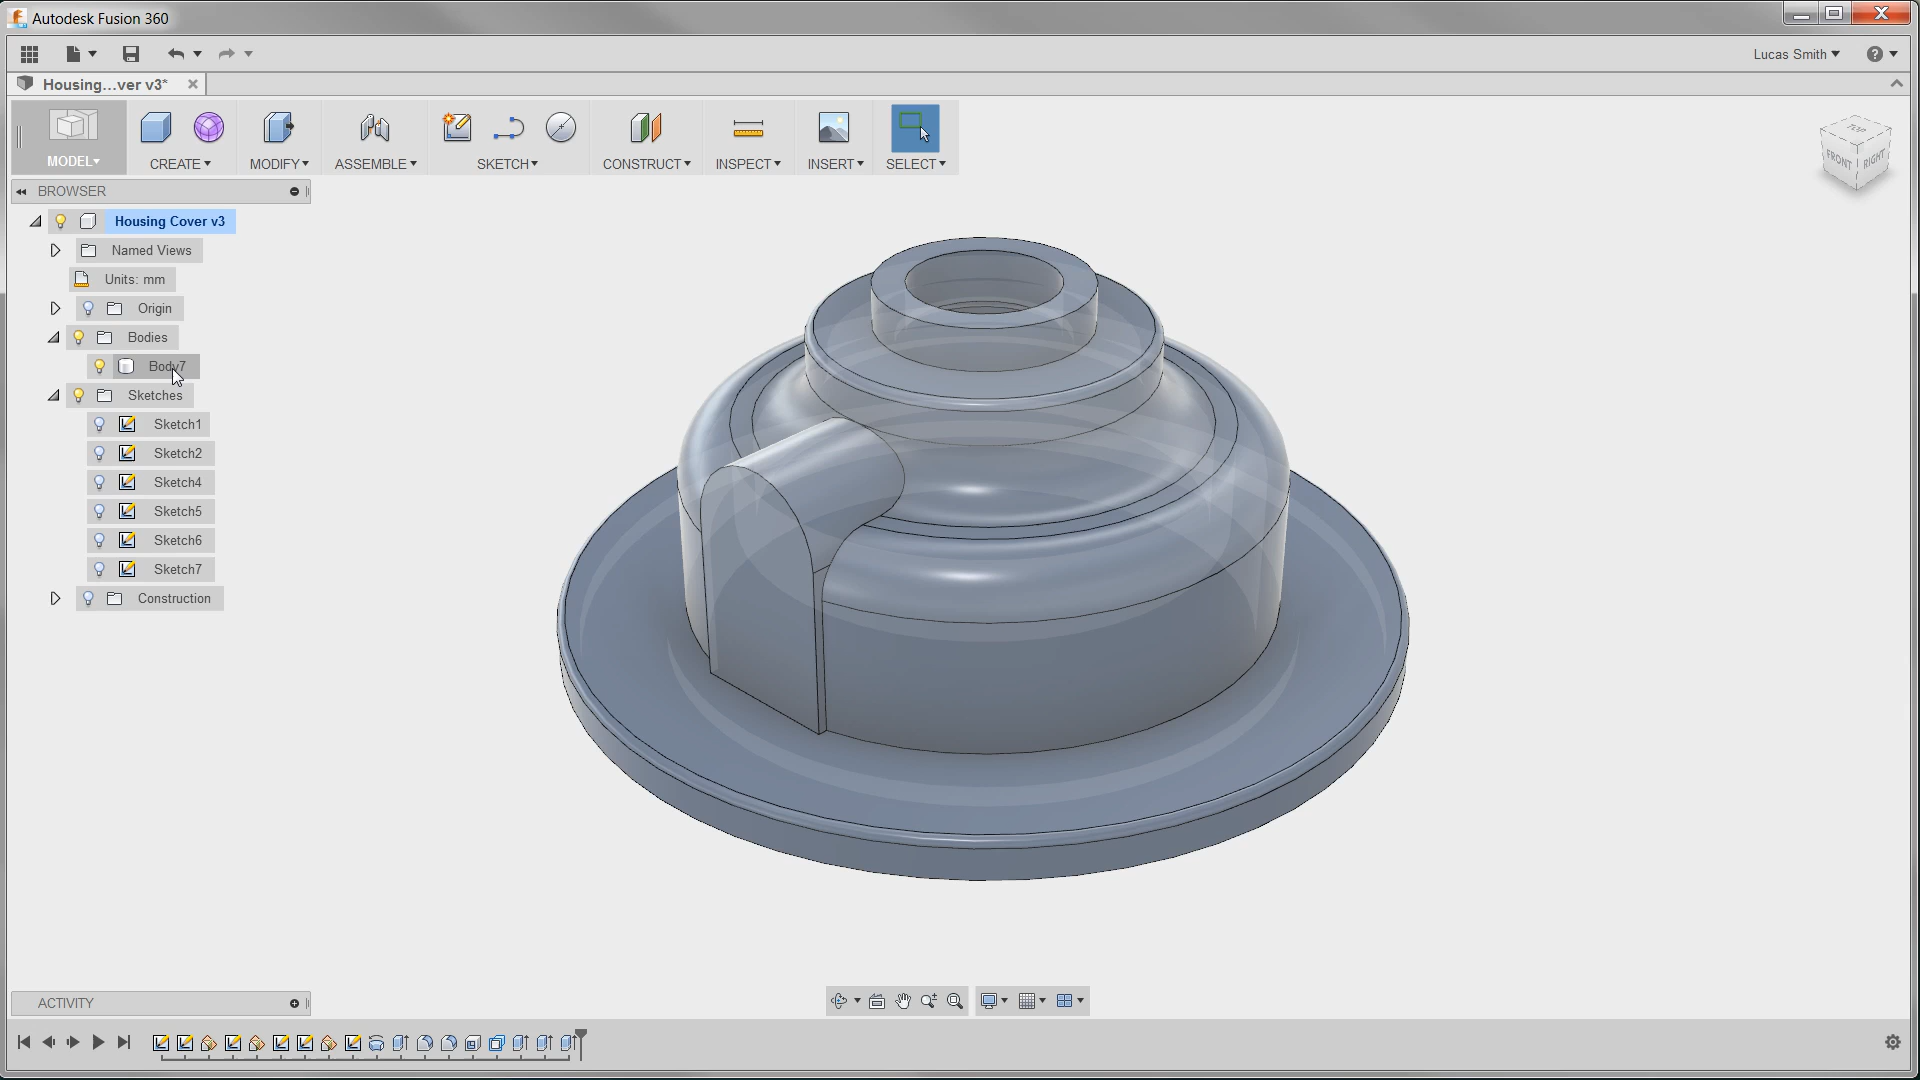 Autodesk Fusion 360
Lucas Smith
Housing...ver v3*
MODEL
CREATE
MODIFY
ASSEMBLE
SKETCH
CONSTRUCT
INSPECT
INSERT
SELECT
TOP
FRONT
RIGHT
BROWSER
Housing Cover v3
Named Views
Units: mm
Origin
Bodies
Body7
Sketches
Sketch1
Sketch2
Sketch4
Sketch5
Sketch6
Sketch7
Construction
ACTIVITY